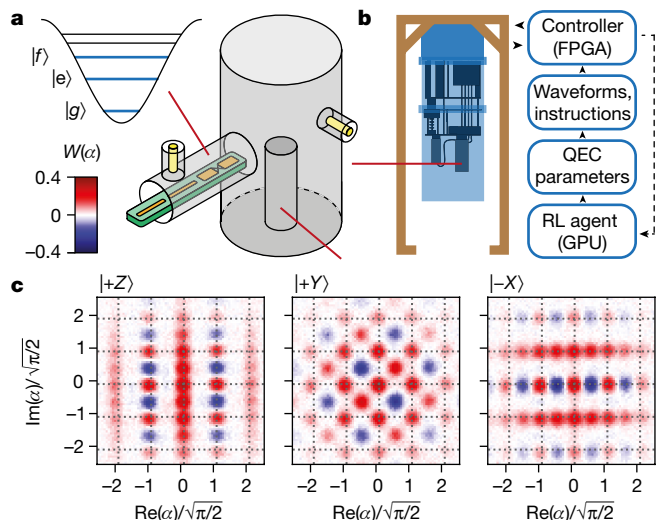 a
|f⟩
|e⟩
|g⟩
W(α)
0.4
0
−0.4
b
Controller
(FPGA)
Waveforms,
instructions
QEC
parameters
RL agent
(GPU)
c
|+Z⟩
|+Y⟩
|−X⟩
Im(α)/√π/2
2
1
0
−1
−2
−2 −1 0 1 2
−2 −1 0 1 2
−2 −1 0 1 2
Re(α)/√π/2
Re(α)/√π/2
Re(α)/√π/2